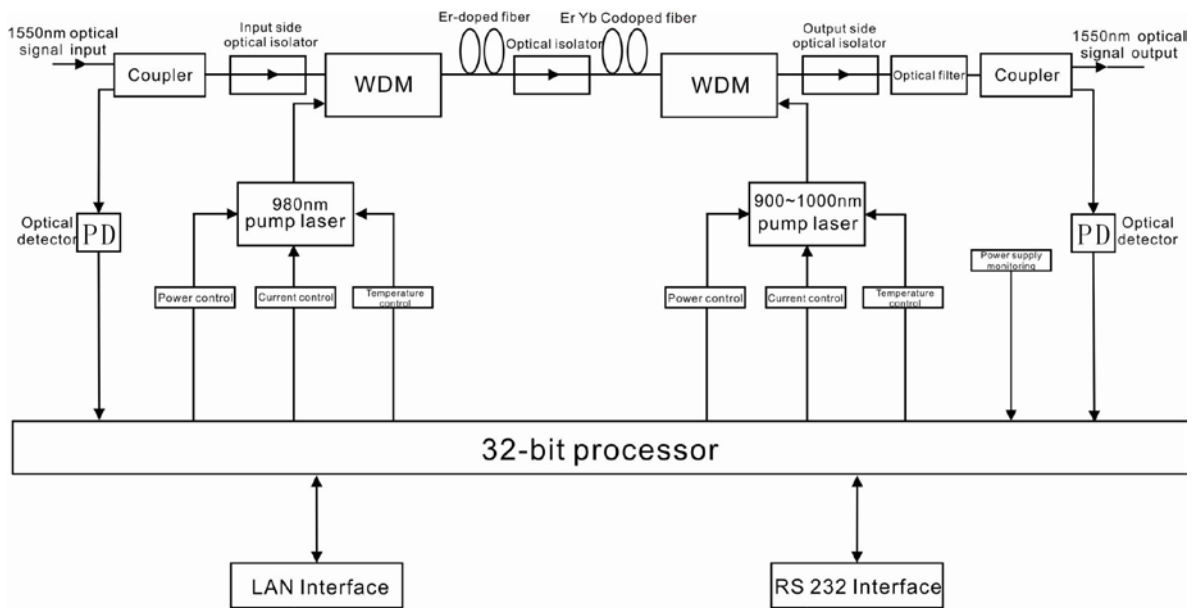 1550nm optical
signal input
Input side
optical isolator
Er-doped fiber
Er Yb Codoped fiber
Optical isolator
Output side
optical isolator
1550nm optical
signal output
Coupler
WDM
WDM
Optical filter
Coupler
980nm
pump laser
900~1000nm
pump laser
Optical
detector
PD
PD
Optical
detector
Power supply
monitoring
Power control
Current control
Temperature
control
Power control
Current control
Temperature
control
32-bit processor
LAN Interface
RS 232 Interface